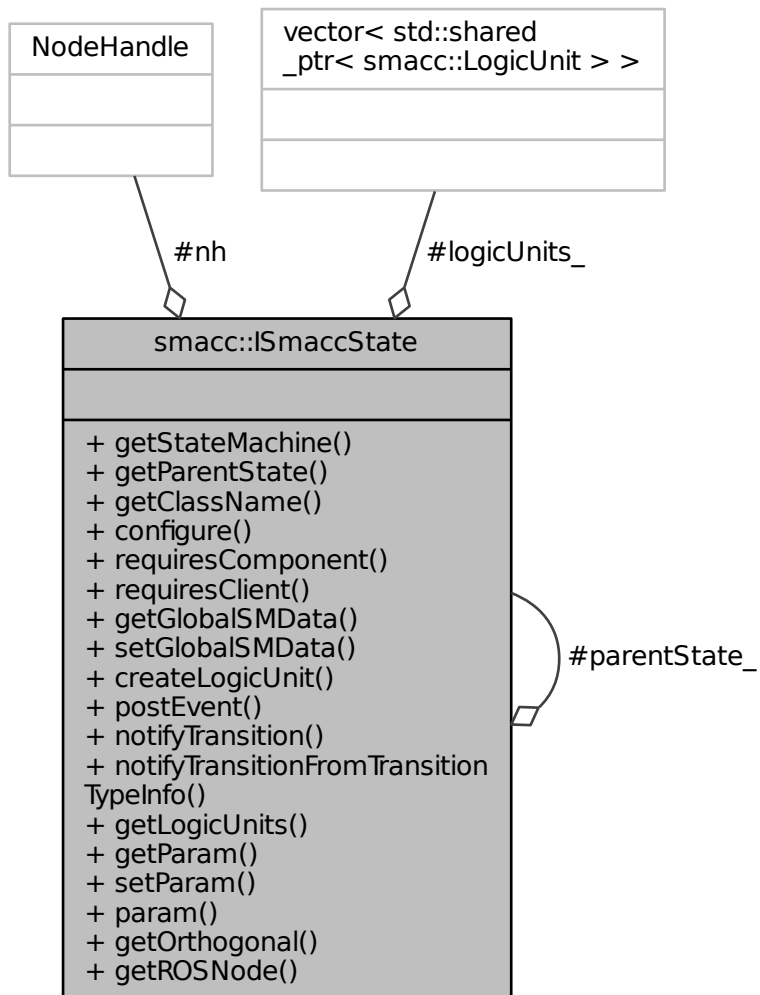 NodeHandle
vector< std::shared
_ptr< smacc::LogicUnit > >
#nh
#logicUnits_
smacc::ISmaccState
+ getStateMachine()
+ getParentState()
+ getClassName()
+ configure()
+ requiresComponent()
+ requiresClient()
+ getGlobalSMData()
+ setGlobalSMData()
+ createLogicUnit()
+ postEvent()
+ notifyTransition()
+ notifyTransitionFromTransition
TypeInfo()
+ getLogicUnits()
+ getParam()
+ setParam()
+ param()
+ getOrthogonal()
+ getROSNode()
#parentState_